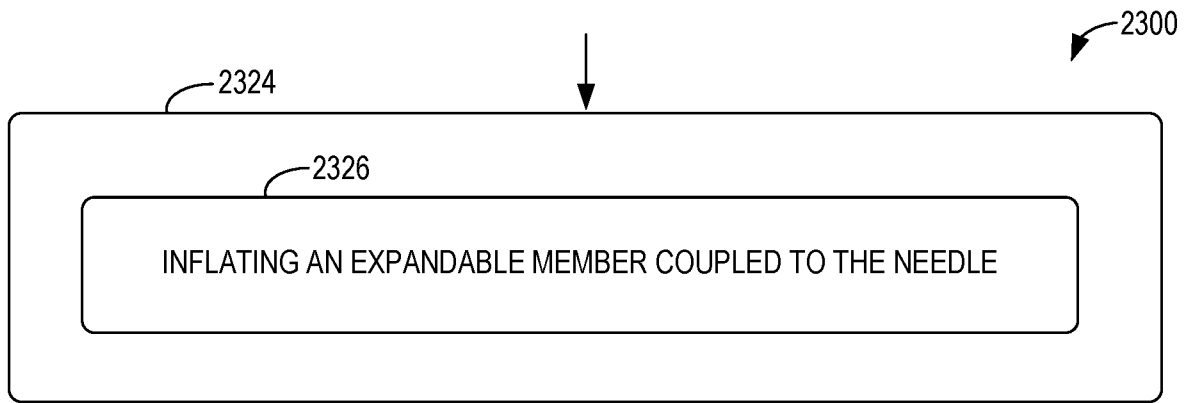 2300
2324
2326
INFLATING AN EXPANDABLE MEMBER COUPLED TO THE NEEDLE